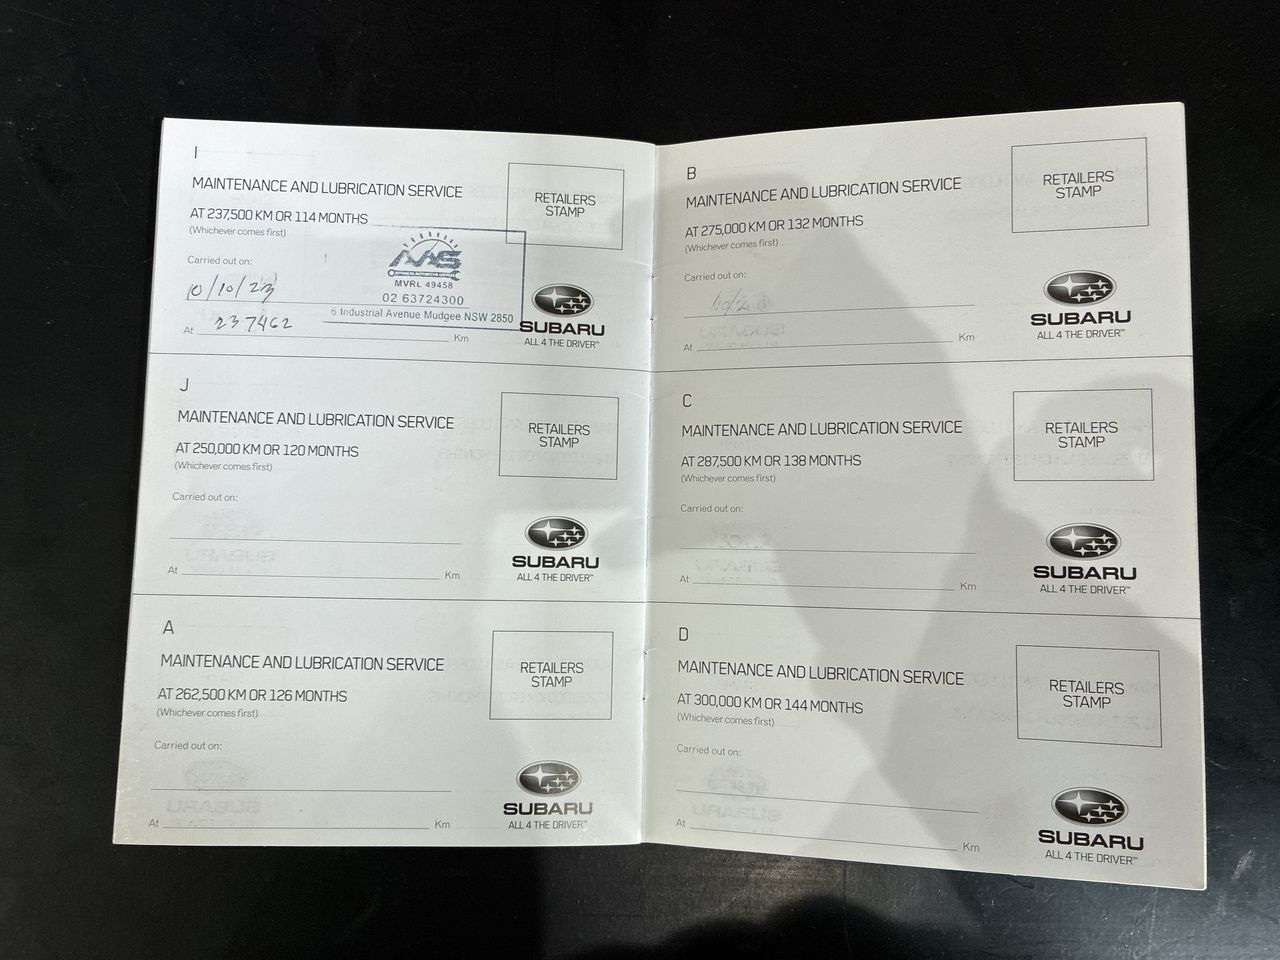 I
MAINTENANCE AND LUBRICATION SERVICE
RETAILERS
STAMP
AT 237,500 KM OR 114 MONTHS
(Whichever comes first)
Carried out on:
10/10/23
AAS
MVRL 49458
02 63724300
6 Industrial Avenue Mudgee NSW 2850
At 237462 Km
SUBARU
ALL 4 THE DRIVER™
J
MAINTENANCE AND LUBRICATION SERVICE
RETAILERS
STAMP
AT 250,000 KM OR 120 MONTHS
(Whichever comes first)
Carried out on:
At Km
SUBARU
ALL 4 THE DRIVER™
A
MAINTENANCE AND LUBRICATION SERVICE
RETAILERS
STAMP
AT 262,500 KM OR 126 MONTHS
(Whichever comes first)
Carried out on:
At Km
SUBARU
ALL 4 THE DRIVER™
B
MAINTENANCE AND LUBRICATION SERVICE
RETAILERS
STAMP
AT 275,000 KM OR 132 MONTHS
(Whichever comes first)
Carried out on:
At Km
SUBARU
ALL 4 THE DRIVER™
C
MAINTENANCE AND LUBRICATION SERVICE
RETAILERS
STAMP
AT 287,500 KM OR 138 MONTHS
(Whichever comes first)
Carried out on:
At Km
SUBARU
ALL 4 THE DRIVER™
D
MAINTENANCE AND LUBRICATION SERVICE
RETAILERS
STAMP
AT 300,000 KM OR 144 MONTHS
(Whichever comes first)
Carried out on:
At Km
SUBARU
ALL 4 THE DRIVER™